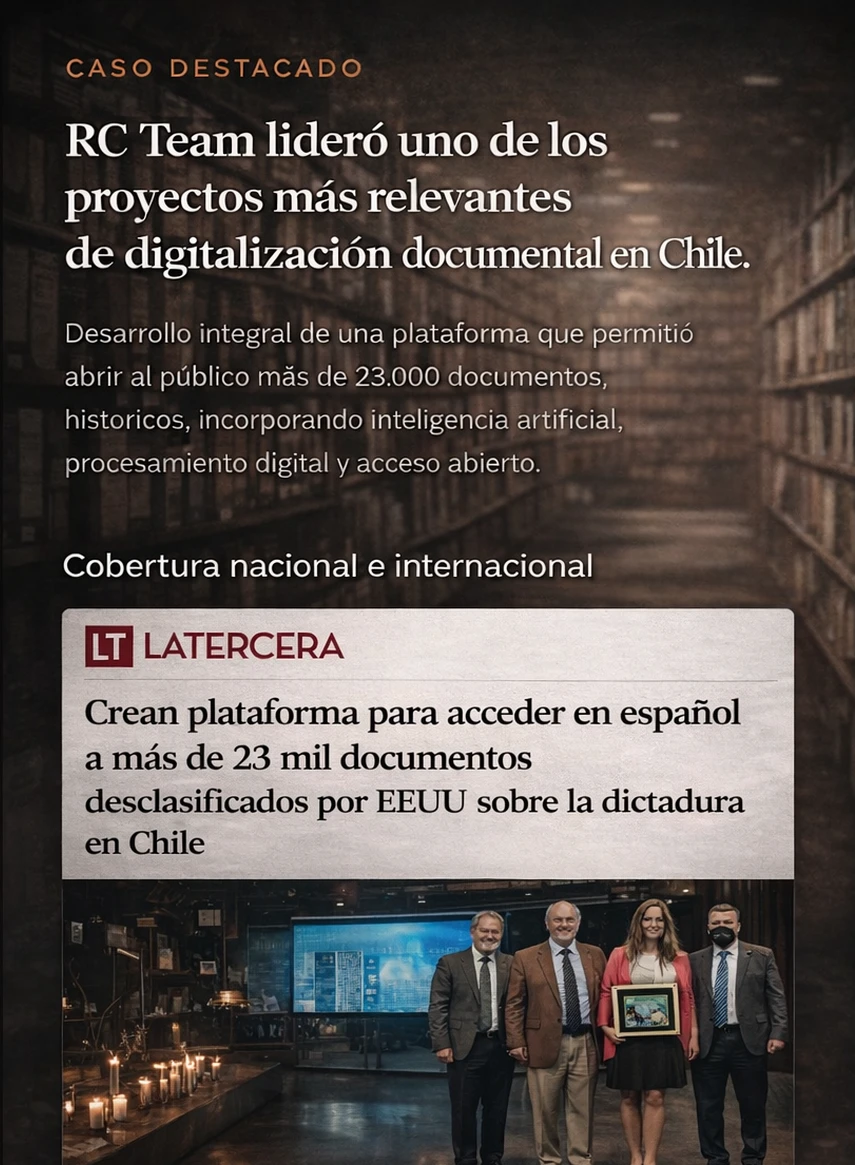 CASO DESTACADO
RC Team lideró uno de los
proyectos más relevantes
de digitalización documental en Chile.
Desarrollo integral de una plataforma que permitió
abrir al público mãs de 23.000 documentos,
historicos, incorporando inteligencia artificial,
procesamiento digital y acceso abierto.
Cobertura nacional e internacional
LT LATERCERA
Crean plataforma para acceder en español
a más de 23 mil documentos
desclasificados por EEUU sobre la dictadura
en Chile